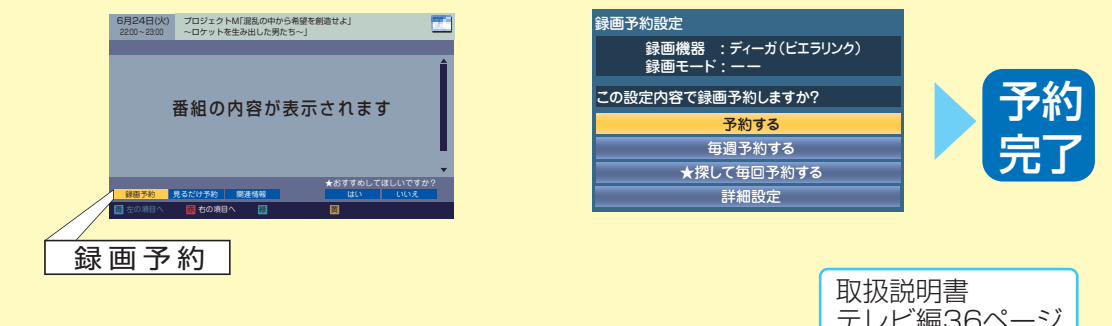 6月24日(火)
22:00~23:00
プロジェクトM「混乱の中から希望を創造せよ」
~ロケットを生み出した男たち~」
番組の内容が表示されます
★おすすめしてほしいですか?
録画予約 見るだけ予約 関連情報 はい いいえ
青 左の項目へ 赤 右の項目へ 緑 黄
録画予約
録画予約設定
録画機器 :ディーガ(ビエラリンク)
録画モード:ーー
この設定内容で録画予約しますか?
予約する
毎週予約する
★探して毎回予約する
詳細設定
予約
完了
取扱説明書
テレビ編36ページ